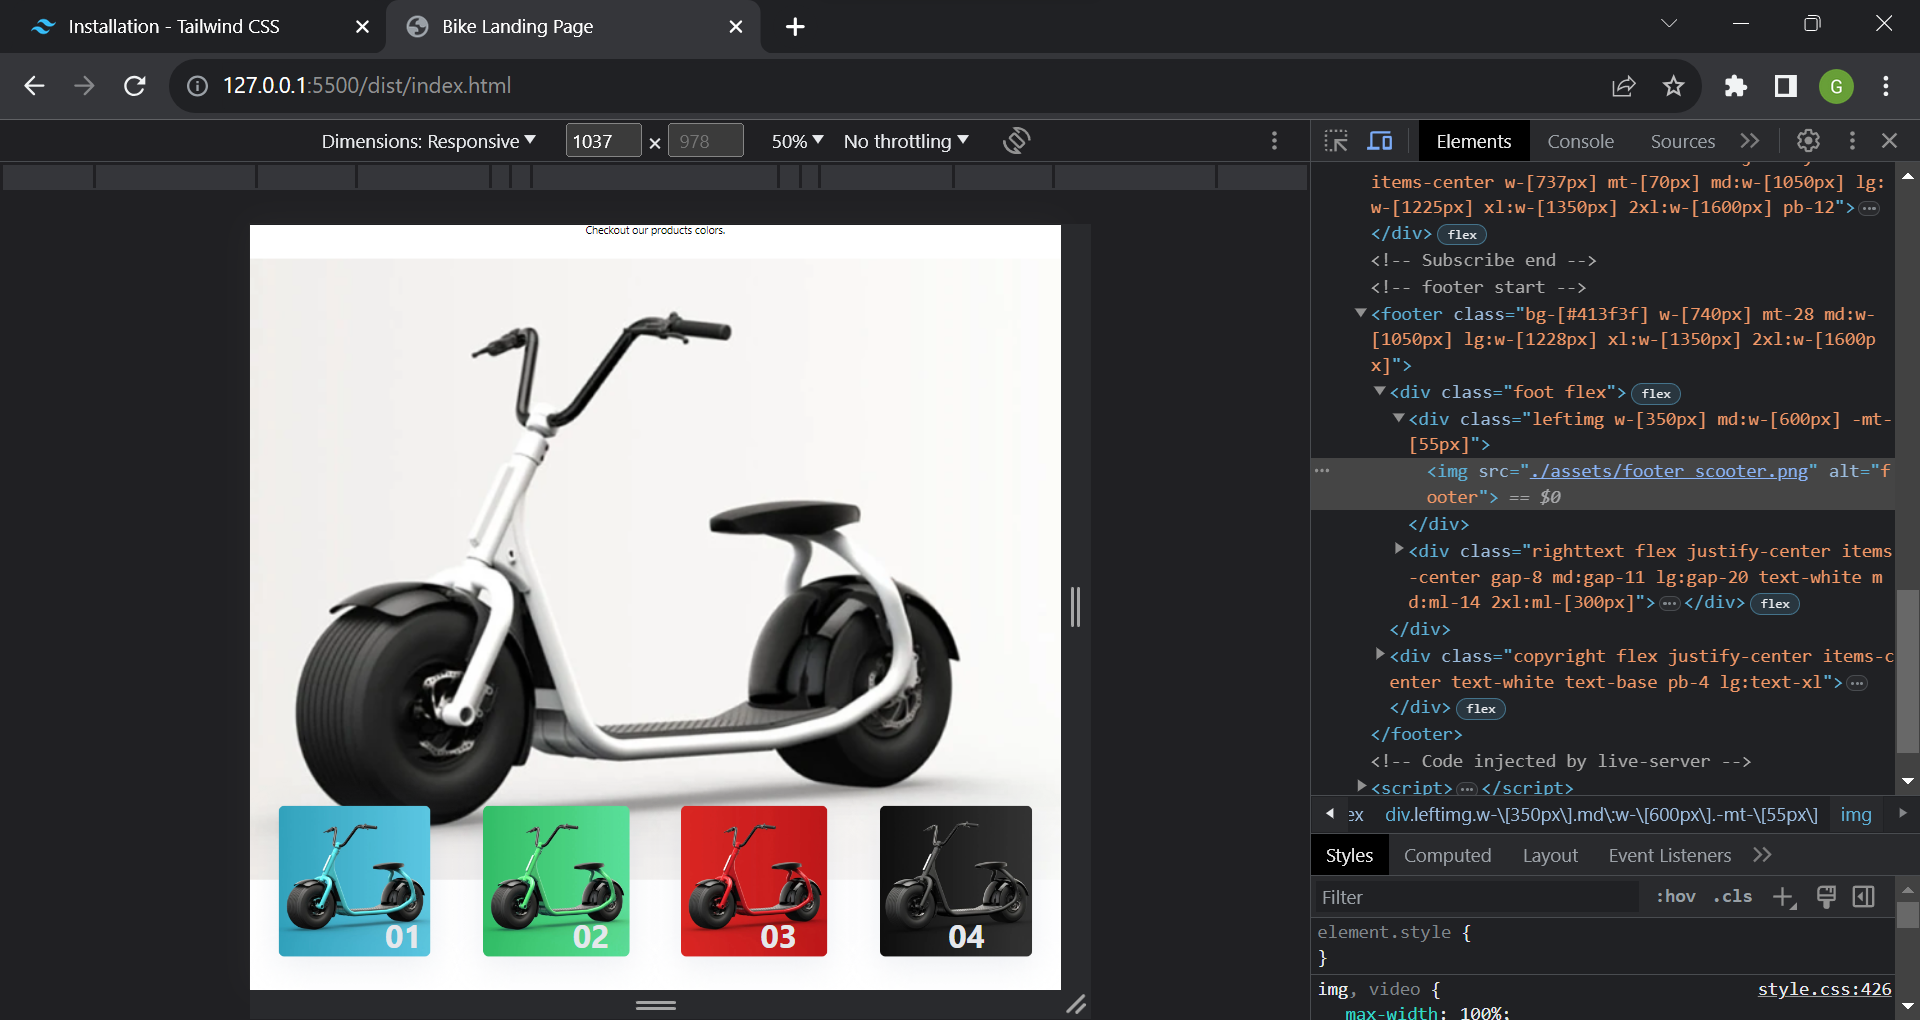 Installation - Tailwind CSS
Bike Landing Page
127.0.0.1:5500/dist/index.html
G
Dimensions: Responsive
1037
×
978
50%
No throttling
Elements
Console
Sources
Checkout our products colors.
01
02
03
04
items-center w-[737px] mt-[70px] md:w-[1050px] lg:
w-[1225px] xl:w-[1350px] 2xl:w-[1600px] pb-12">
</div> flex
<!-- Subscribe end -->
<!-- footer start -->
<footer class="bg-[#413f3f] w-[740px] mt-28 md:w-
[1050px] lg:w-[1228px] xl:w-[1350px] 2xl:w-[1600p
x]">
<div class="foot flex"> flex
<div class="leftimg w-[350px] md:w-[600px] -mt-
[55px]">
<img src="./assets/footer scooter.png" alt="f
ooter"> == $0
</div>
<div class="righttext flex justify-center items
-center gap-8 md:gap-11 lg:gap-20 text-white m
d:ml-14 2xl:ml-[300px]"> … </div> flex
</div>
<div class="copyright flex justify-center items-c
enter text-white text-base pb-4 lg:text-xl"> …
</div> flex
</footer>
<!-- Code injected by live-server -->
<script> … </script>
ex
div.leftimg.w-\[350px\].md\:w-\[600px\].-mt-\[55px\]
img
Styles
Computed
Layout
Event Listeners
Filter
:hov
.cls
element.style {
}
img, video {
style.css:426
max-width: 100%;